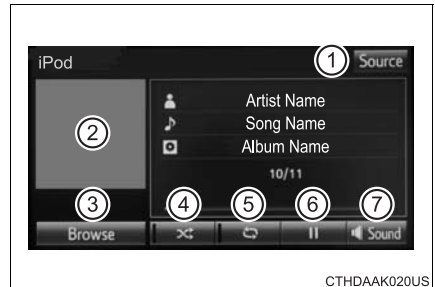 iPod
1 Source
2
Artist Name
Song Name
Album Name
10/11
3 4 5 6 7
Browse Sound
CTHDAAK020US